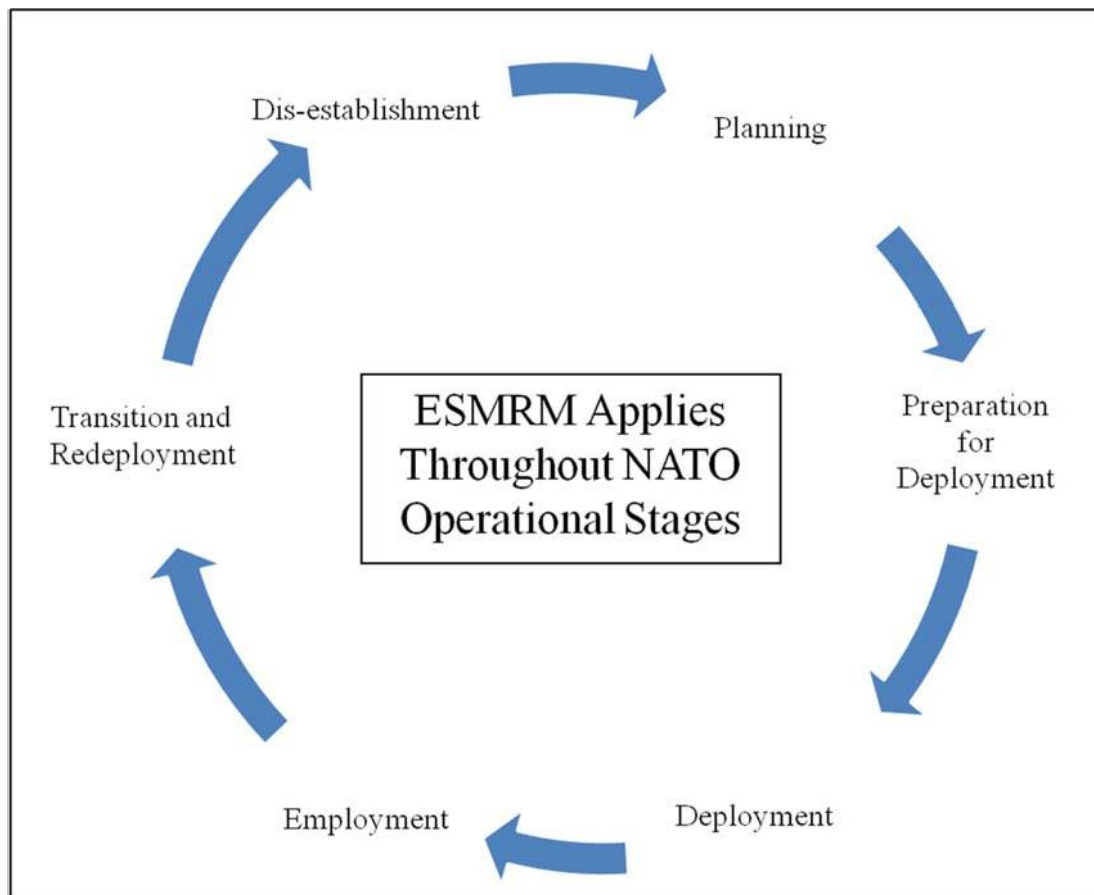 Dis-establishment
Planning
Preparation
for
Deployment
Deployment
Employment
Transition and
Redeployment
ESMRM Applies
Throughout NATO
Operational Stages